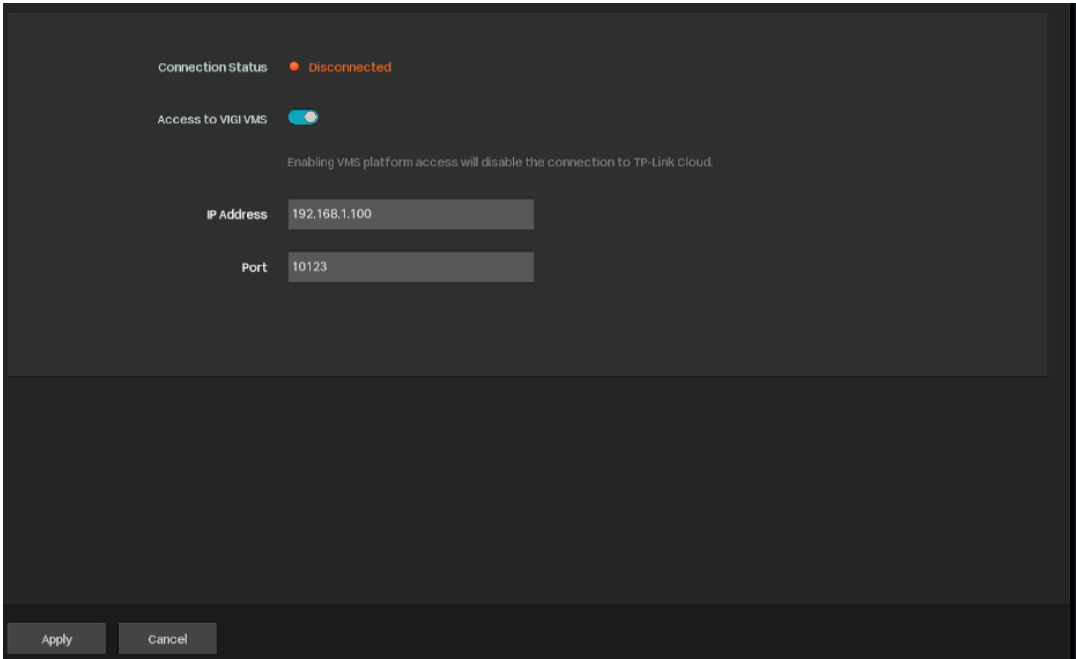 Connection Status Disconnected
Access to VIGI VMS
Enabling VMS platform access will disable the connection to TP-Link Cloud.
IP Address 192.168.1.100
Port 10123
Apply Cancel